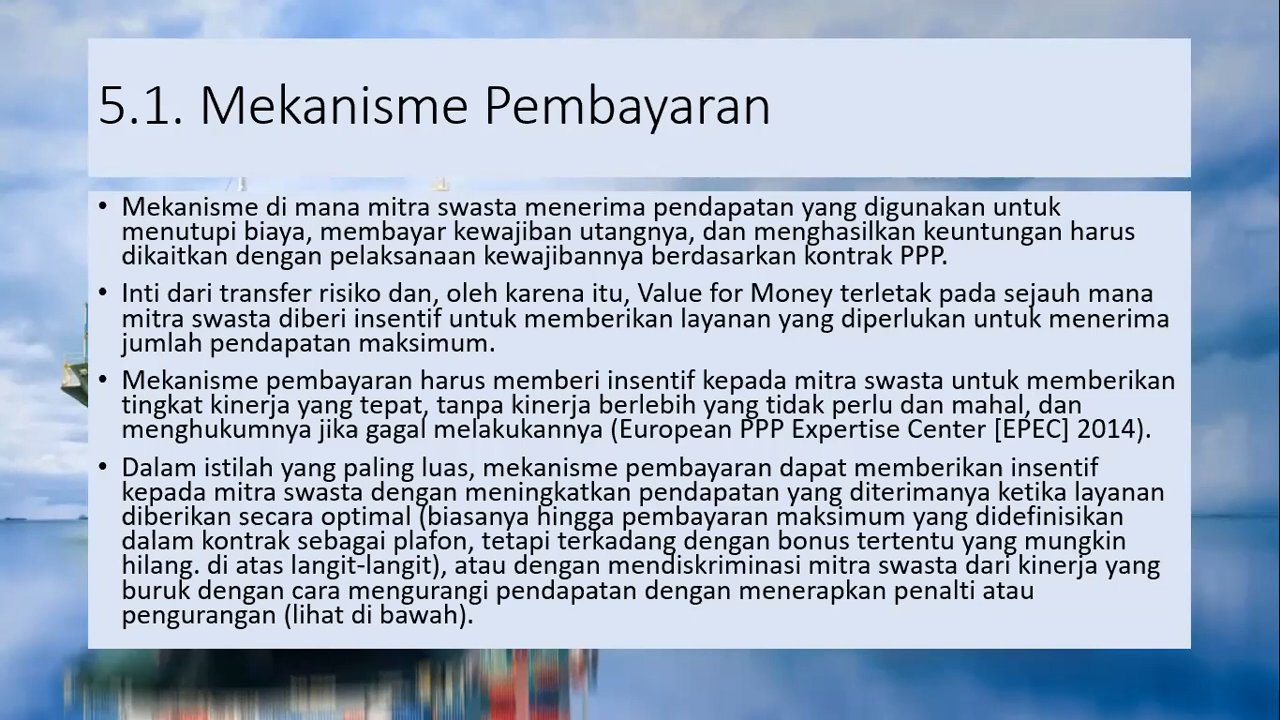 5.1. Mekanisme Pembayaran
• Mekanisme di mana mitra swasta menerima pendapatan yang digunakan untuk
menutupi biaya, membayar kewajiban utangnya, dan menghasilkan keuntungan harus
dikaitkan dengan pelaksanaan kewajibannya berdasarkan kontrak PPP.
• Inti dari transfer risiko dan, oleh karena itu, Value for Money terletak pada sejauh mana
mitra swasta diberi insentif untuk memberikan layanan yang diperlukan untuk menerima
jumlah pendapatan maksimum.
• Mekanisme pembayaran harus memberi insentif kepada mitra swasta untuk memberikan
tingkat kinerja yang tepat, tanpa kinerja berlebih yang tidak perlu dan mahal, dan
menghukumnya jika gagal melakukannya (European PPP Expertise Center [EPEC] 2014).
• Dalam istilah yang paling luas, mekanisme pembayaran dapat memberikan insentif
kepada mitra swasta dengan meningkatkan pendapatan yang diterimanya ketika layanan
diberikan secara optimal (biasanya hingga pembayaran maksimum yang didefinisikan
dalam kontrak sebagai plafon, tetapi terkadang dengan bonus tertentu yang mungkin
hilang. di atas langit-langit), atau dengan mendiskriminasi mitra swasta dari kinerja yang
buruk dengan cara mengurangi pendapatan dengan menerapkan penalti atau
pengurangan (lihat di bawah).